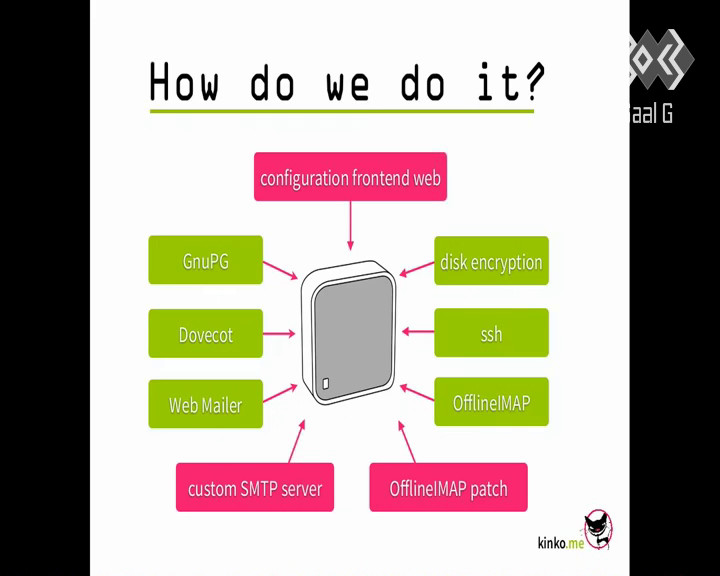 How do we do it?
Saal G
configuration frontend web
GnuPG
disk encryption
Dovecot
ssh
Web Mailer
OfflineIMAP
custom SMTP server
OfflineIMAP patch
kinko.me